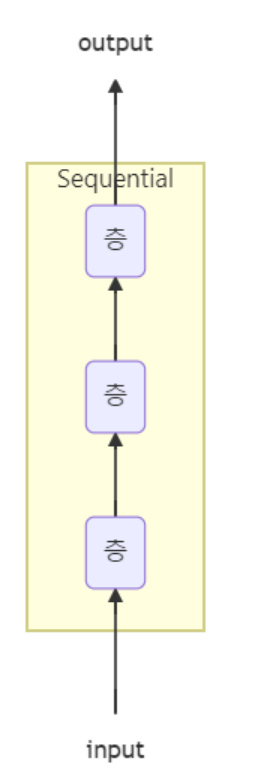 output
Sequential
층
층
층
input